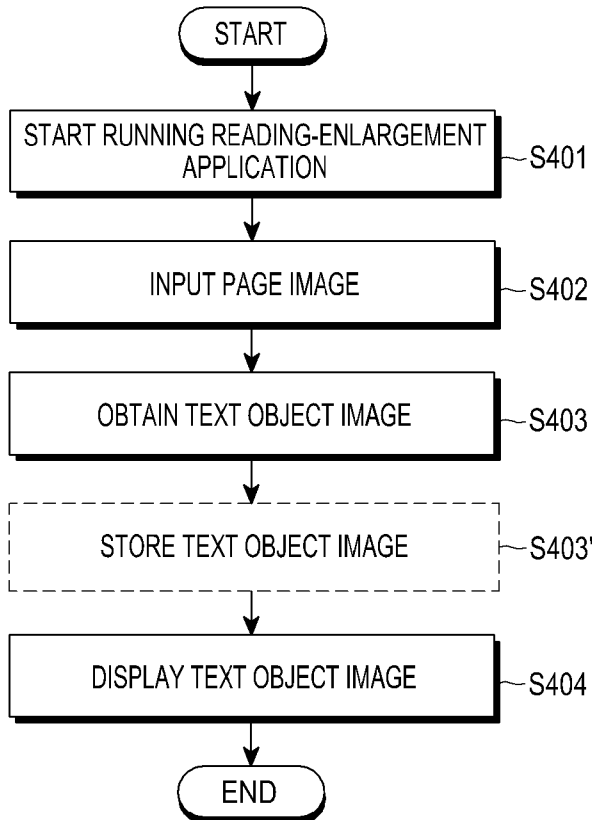 START
START RUNNING READING-ENLARGEMENT
APPLICATION
S401
INPUT PAGE IMAGE
S402
OBTAIN TEXT OBJECT IMAGE
S403
STORE TEXT OBJECT IMAGE
S403'
DISPLAY TEXT OBJECT IMAGE
S404
END